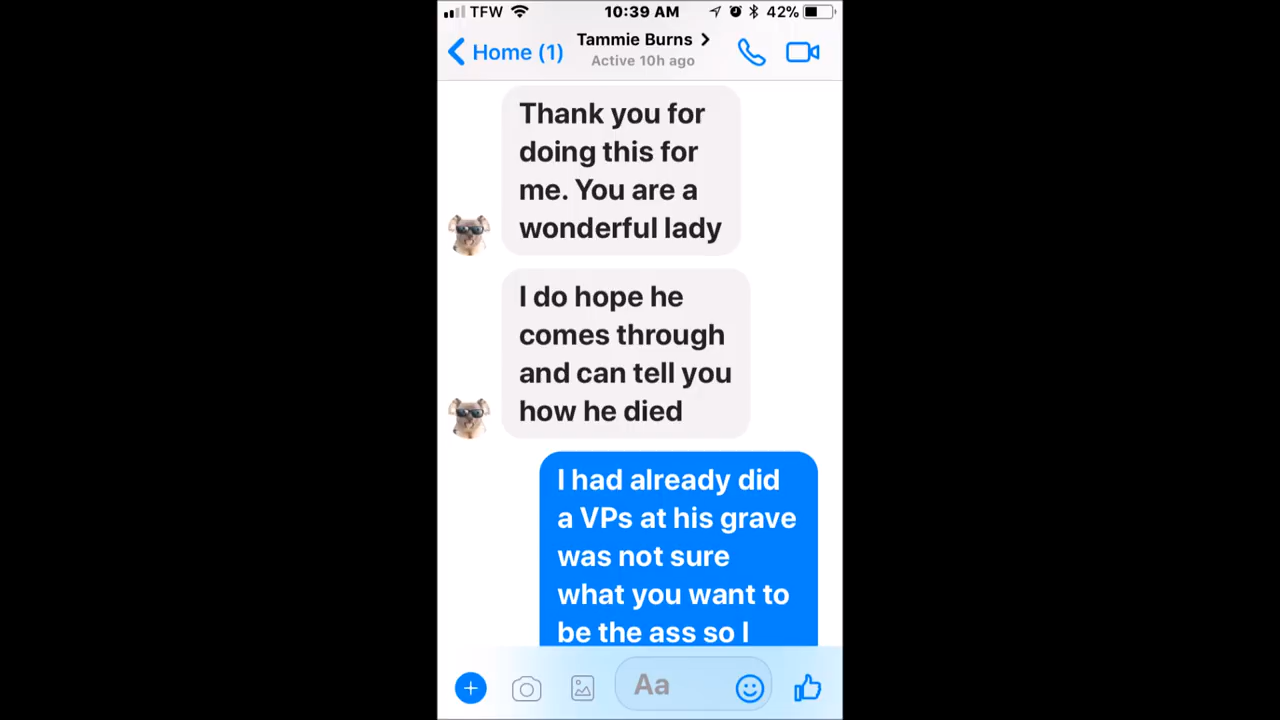 TFW 10:39 AM 42%
Home (1) Tammie Burns
Active 10h ago
Thank you for
doing this for
me. You are a
wonderful lady
I do hope he
comes through
and can tell you
how he died
I had already did
a VPs at his grave
was not sure
what you want to
be the ass so I
Aa